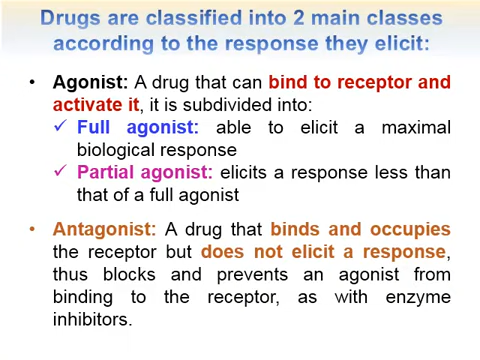 Drugs are classified into 2 main classes
according to the response they elicit:
• Agonist: A drug that can bind to receptor and
activate it, it is subdivided into:
✓ Full agonist: able to elicit a maximal
biological response
✓ Partial agonist: elicits a response less than
that of a full agonist
• Antagonist: A drug that binds and occupies
the receptor but does not elicit a response,
thus blocks and prevents an agonist from
binding to the receptor, as with enzyme
inhibitors.